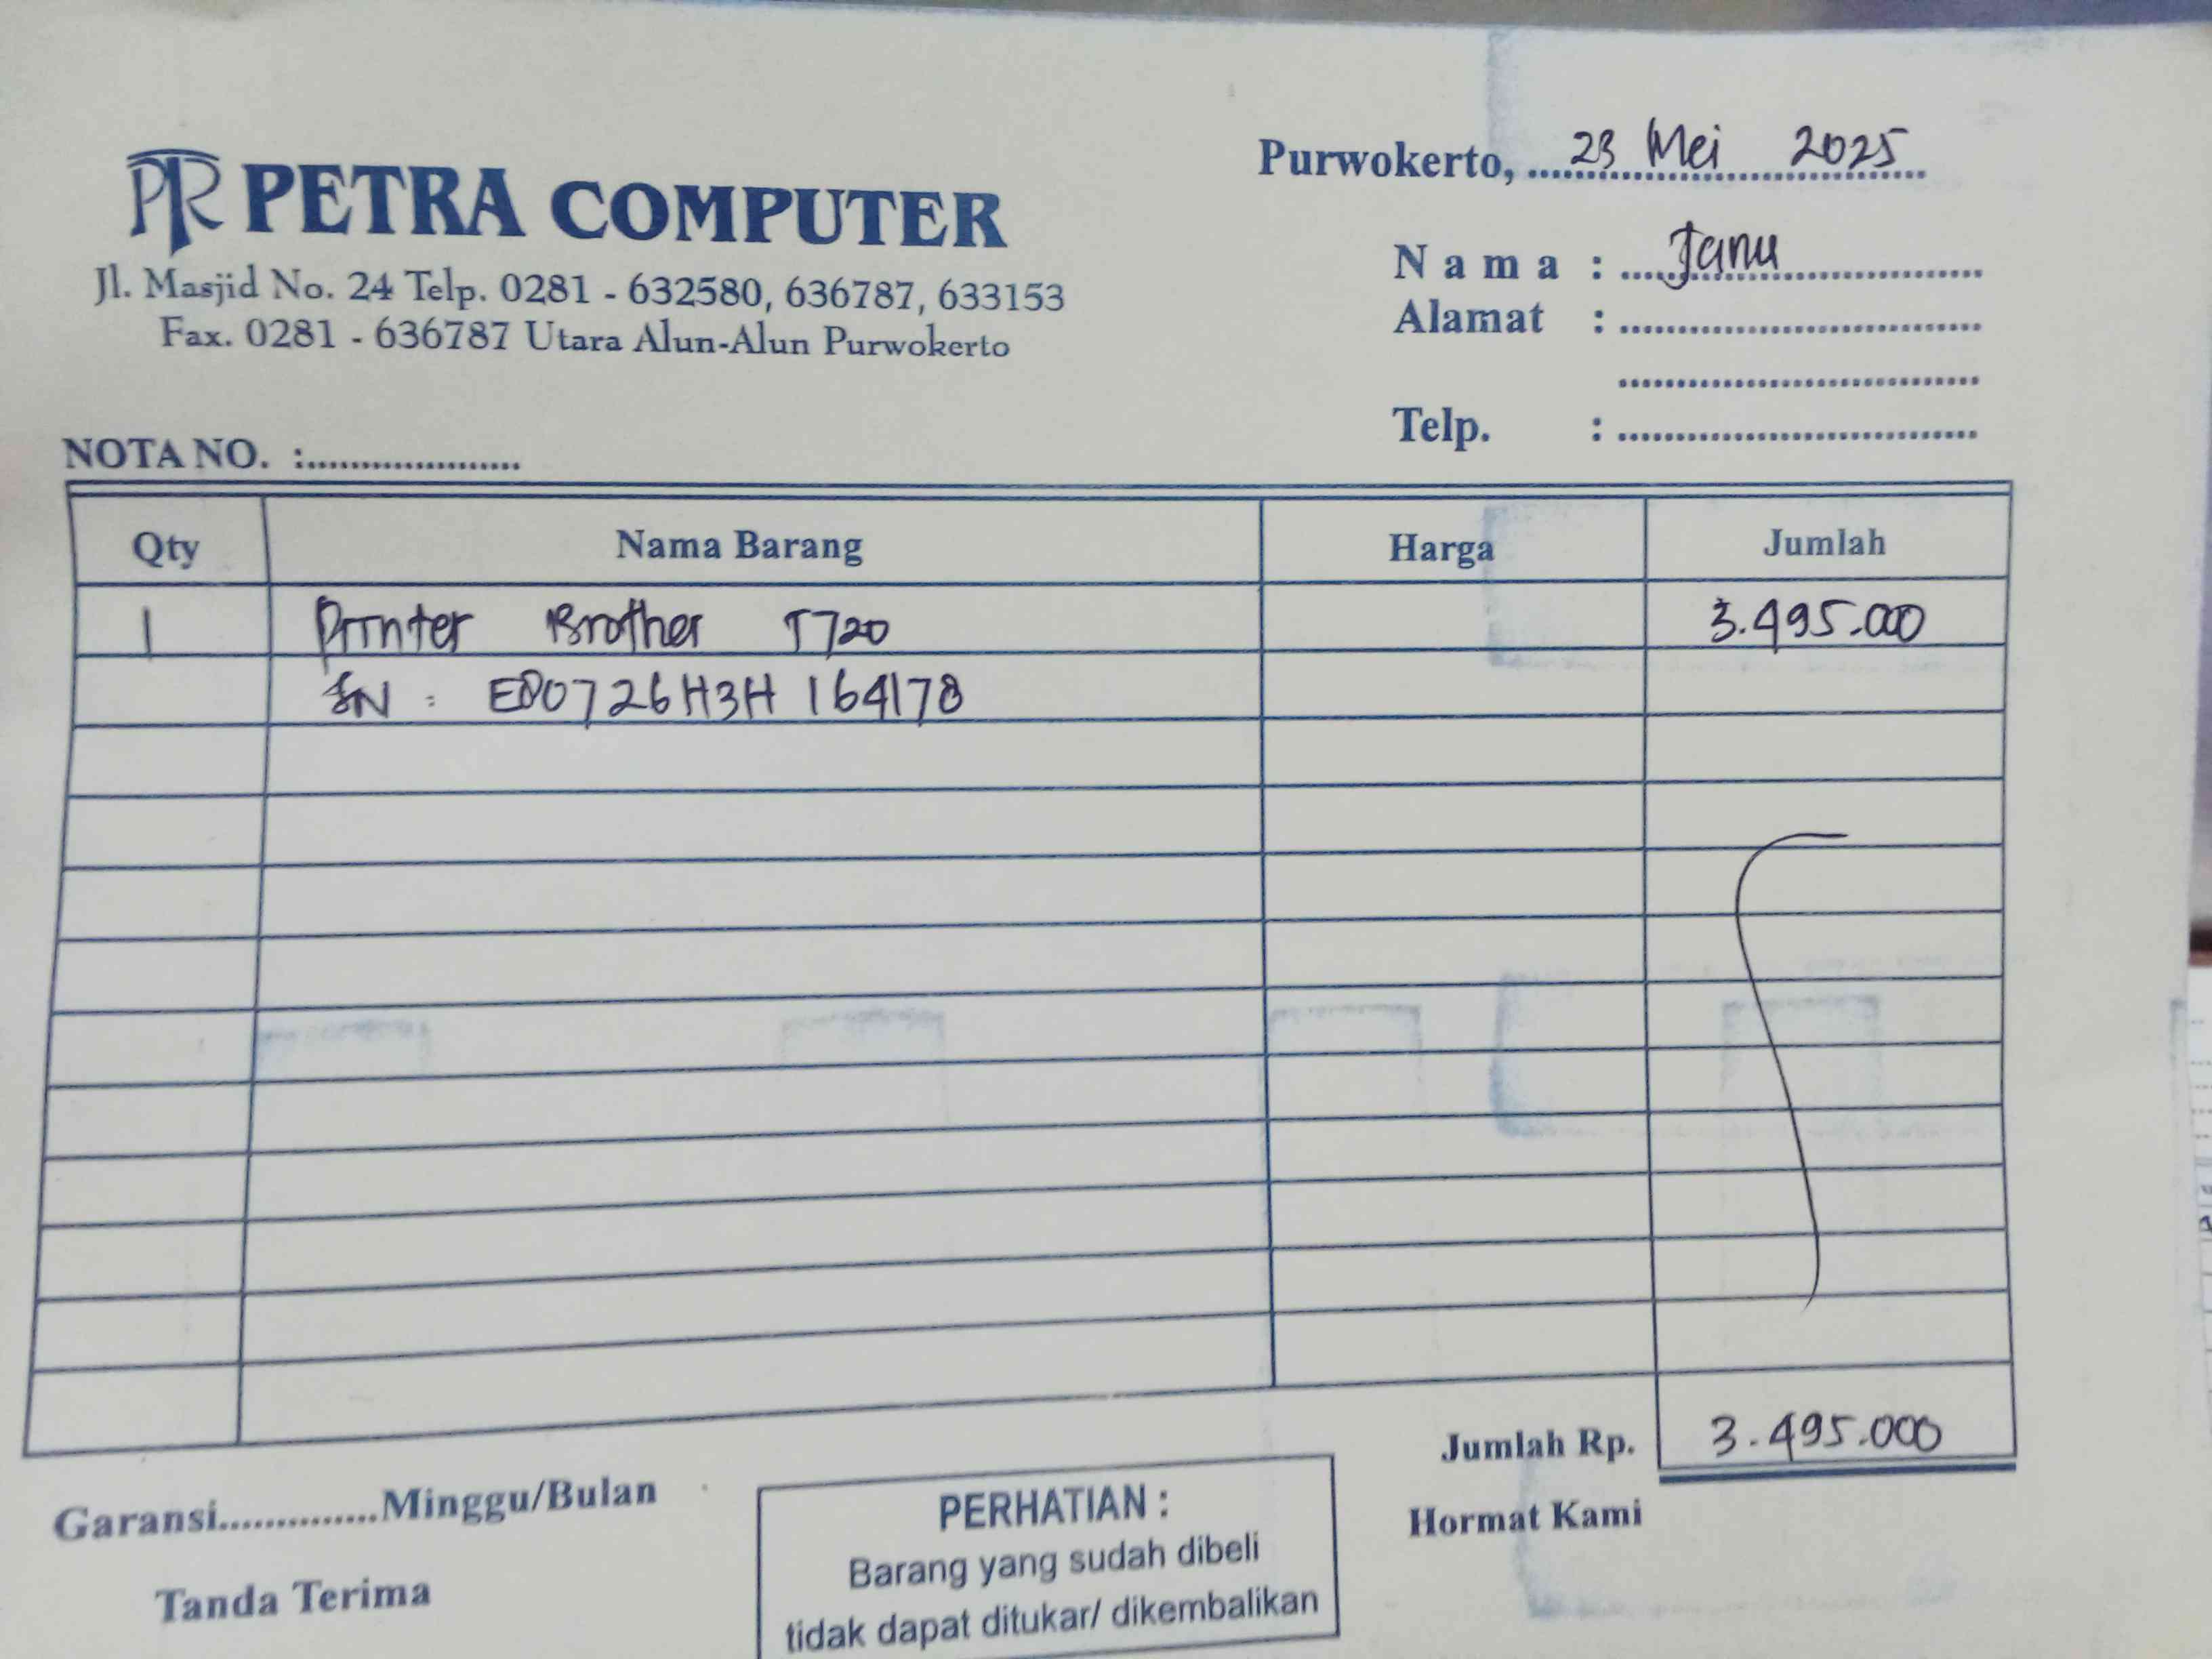 PTR PETRA COMPUTER
Jl. Masjid No. 24 Telp. 0281 - 632580, 636787, 633153
Fax. 0281 - 636787 Utara Alun-Alun Purwokerto
Purwokerto, 23 Mei 2025
Nama : Janu
Alamat :
Telp. :
NOTA NO. :
Qty Nama Barang Harga Jumlah
1 Printer Brother T720 3.495.000
SN : E80726H3H 164178
Jumlah Rp. 3.495.000
Garansi..............Minggu/Bulan
Hormat Kami
Tanda Terima
PERHATIAN :
Barang yang sudah dibeli
tidak dapat ditukar/ dikembalikan